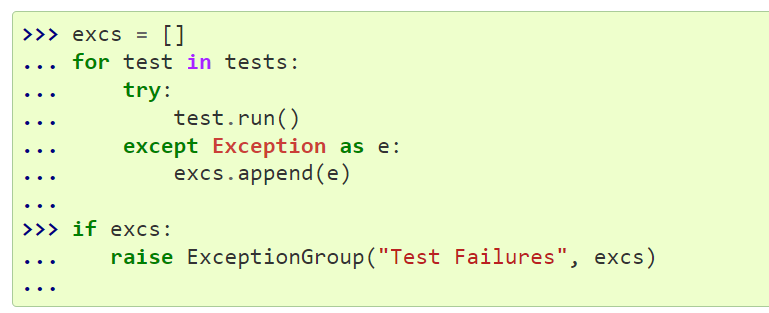 >>> excs = []
... for test in tests:
...     try:
...         test.run()
...     except Exception as e:
...         excs.append(e)
...
>>> if excs:
...    raise ExceptionGroup("Test Failures", excs)
...